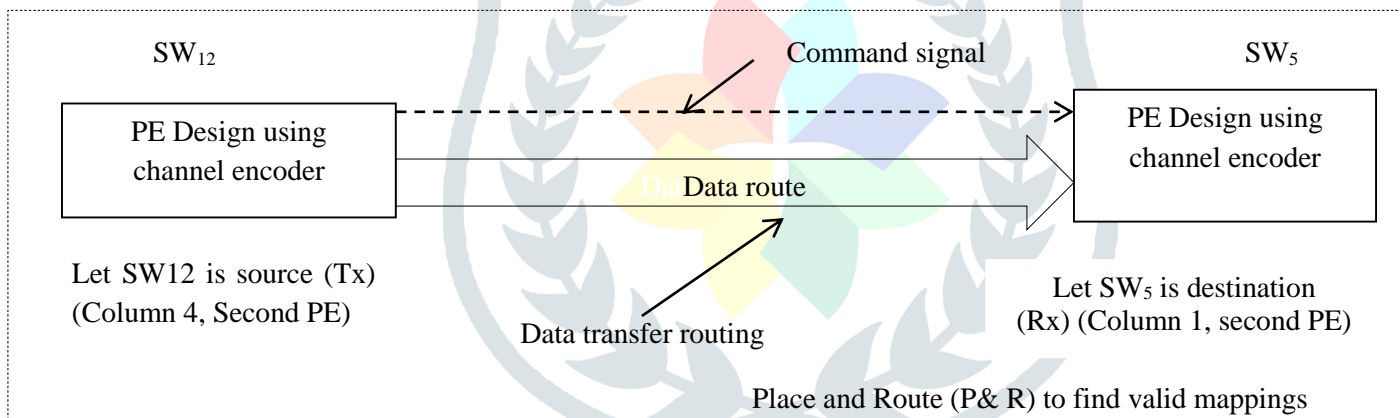 SW12
Command signal
SW5
PE Design using
channel encoder
PE Design using
channel encoder
Data route
Let SW12 is source (Tx)
(Column 4, Second PE)
Let SW5 is destination
(Rx) (Column 1, second PE)
Data transfer routing
Place and Route (P& R) to find valid mappings